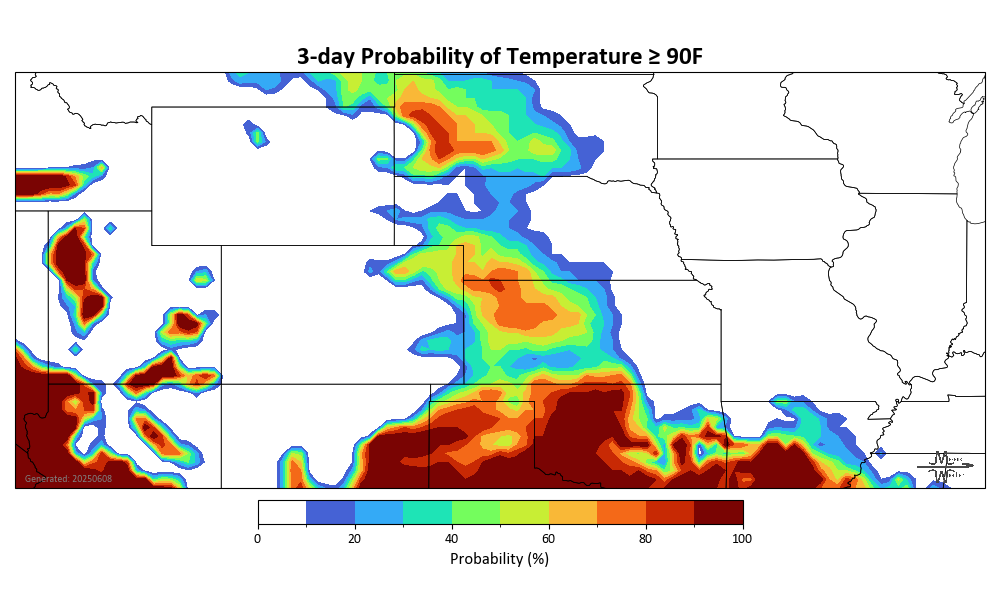 3-day Probability of Temperature ≥ 90F
Generated: 20250608
0 20 40 60 80 100
Probability (%)